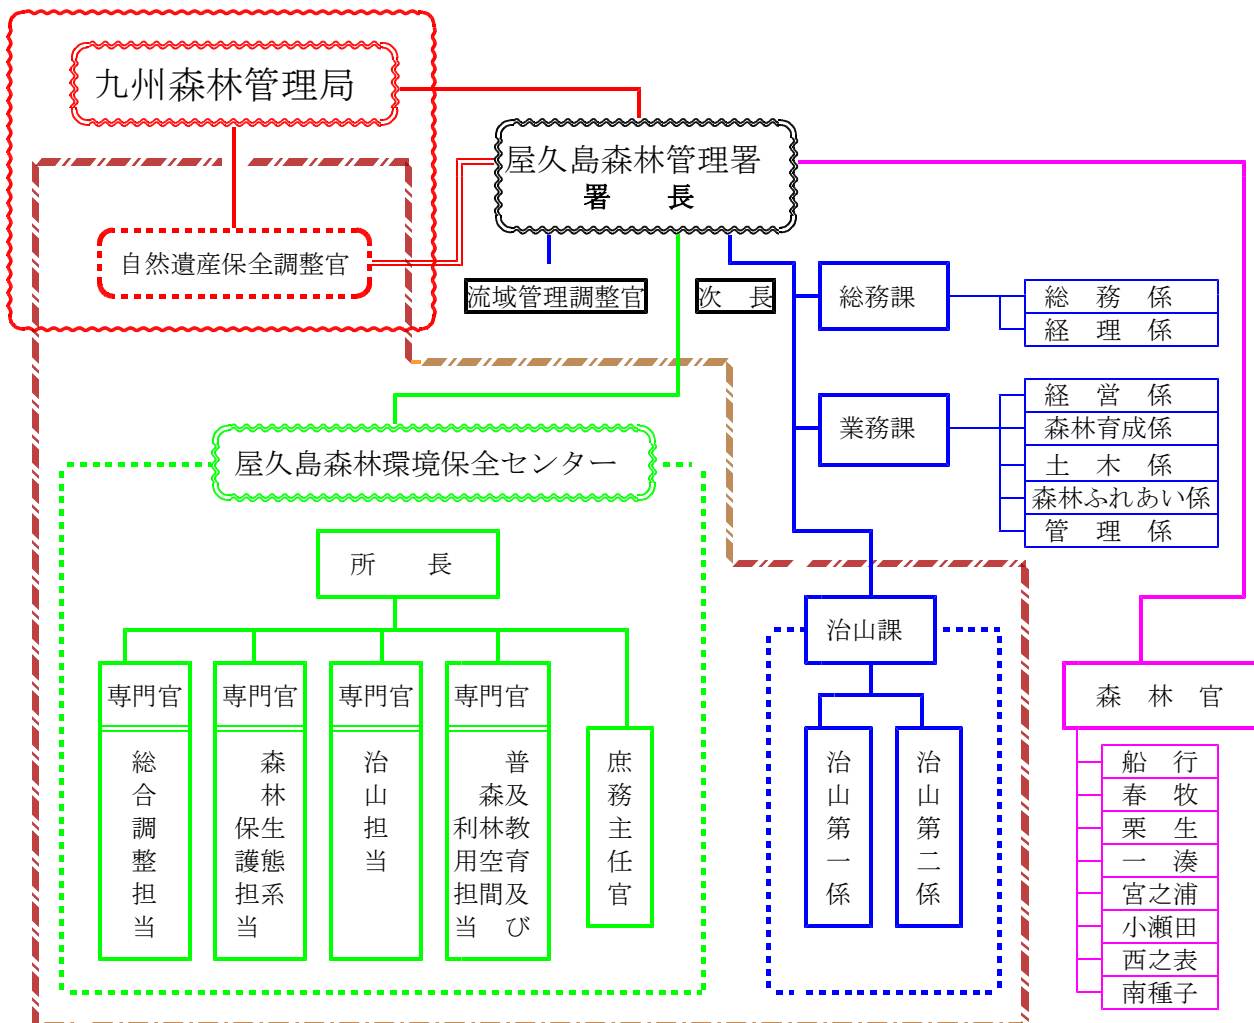 九州森林管理局
屋久島森林管理署
署　長
自然遺産保全調整官
流域管理調整官
次　長
総務課
総　務　係
経　理　係
業務課
経　営　係
森林育成係
土　木　係
森林ふれあい係
管　理　係
屋久島森林環境保全センター
所　長
専門官
総合調整担当
専門官
森林生態系
保護担当
専門官
治山担当
専門官
普及教育及び
森林空間
利用担当
庶務主任官
治山課
治山第一係
治山第二係
森　林　官
船　行
春　牧
栗　生
一　湊
宮之浦
小瀬田
西之表
南種子